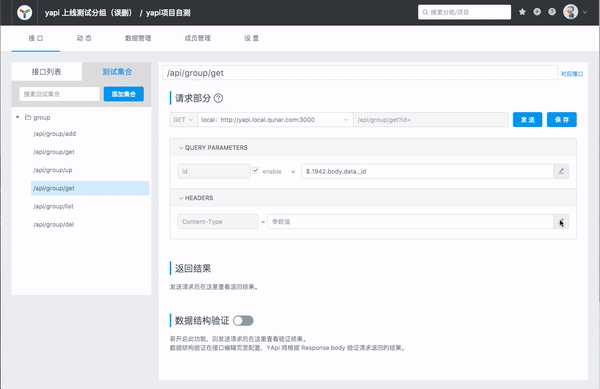 yapi 上线测试分组（误删） / yapi项目自测
搜索分组/项目
接 口
动 态
数据管理
成员管理
设 置
接口列表
测试集合
搜索测试集合
添加集合
group
/api/group/add
/api/group/get
/api/group/up
/api/group/get
/api/group/list
/api/group/del
/api/group/get
对应接口
请求部分
GET
local：http://yapi.local.qunar.com:3000
/api/group/get?id=
发 送
保 存
QUERY PARAMETERS
id
enable
=
$.1942.body.data._id
HEADERS
Content-Type
=
参数值
返回结果
发送请求后在这里查看返回结果。
数据结构验证
若开启此功能，则发送请求后在这里查看验证结果。
数据结构验证在接口编辑页面配置，YApi 将根据 Response body 验证请求返回的结果。